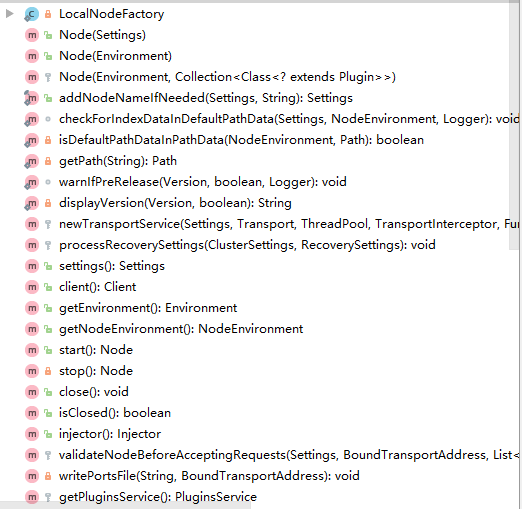 LocalNodeFactory
Node(Settings)
Node(Environment)
Node(Environment, Collection<Class<? extends Plugin>>)
addNodeNameIfNeeded(Settings, String): Settings
checkForIndexDataInDefaultPathData(Settings, NodeEnvironment, Logger): void
isDefaultPathDataInPathData(NodeEnvironment, Path): boolean
getPath(String): Path
warnIfPreRelease(Version, boolean, Logger): void
displayVersion(Version, boolean): String
newTransportService(Settings, Transport, ThreadPool, TransportInterceptor, Fun
processRecoverySettings(ClusterSettings, RecoverySettings): void
settings(): Settings
client(): Client
getEnvironment(): Environment
getNodeEnvironment(): NodeEnvironment
start(): Node
stop(): Node
close(): void
isClosed(): boolean
injector(): Injector
validateNodeBeforeAcceptingRequests(Settings, BoundTransportAddress, List<
writePortsFile(String, BoundTransportAddress): void
getPluginsService(): PluginsService